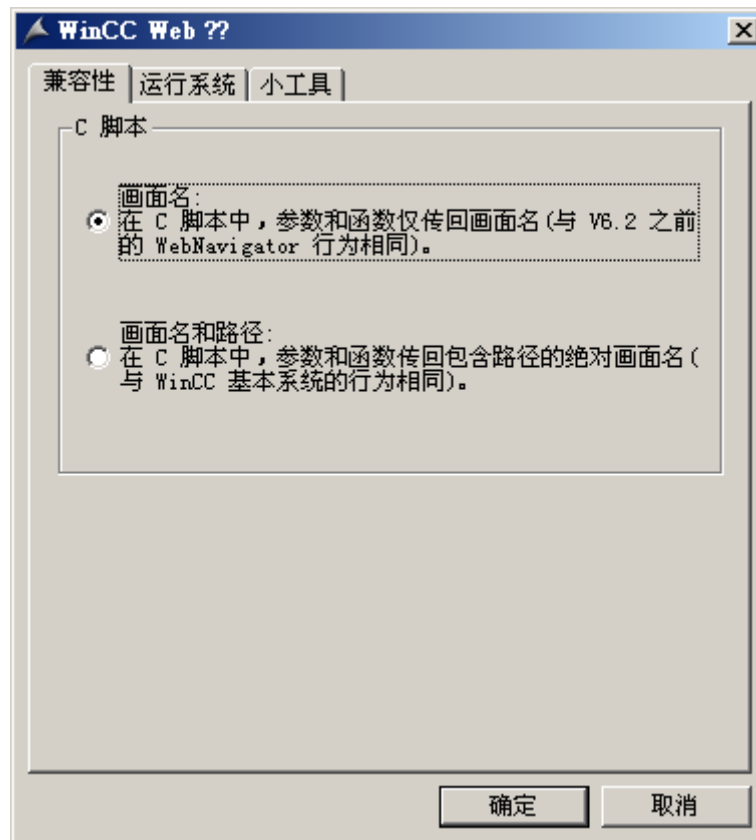 WinCC Web ??
兼容性 运行系统 小工具
C 脚本
画面名:
在 C 脚本中，参数和函数仅传回画面名(与 V6.2 之前
的 WebNavigator 行为相同)。
画面名和路径:
在 C 脚本中，参数和函数传回包含路径的绝对画面名(
与 WinCC 基本系统的行为相同)。
确定 取消